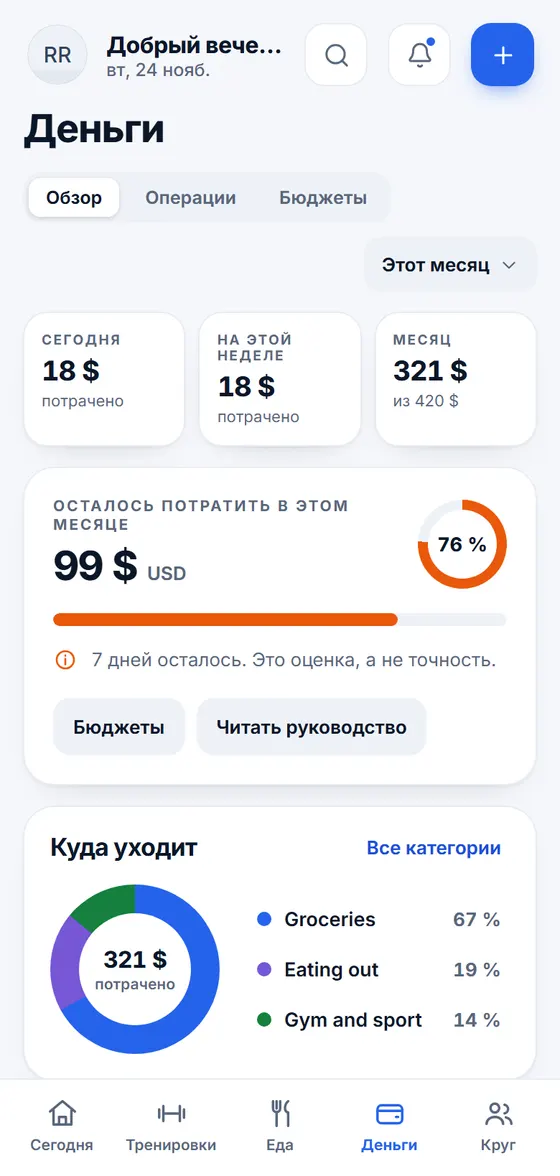 RR
Добрый вече...
вт, 24 нояб.
Деньги
Обзор
Операции
Бюджеты
Этот месяц
СЕГОДНЯ
18 $
потрачено
НА ЭТОЙ
НЕДЕЛЕ
18 $
потрачено
МЕСЯЦ
321 $
из 420 $
ОСТАЛОСЬ ПОТРАТИТЬ В ЭТОМ
МЕСЯЦЕ
99 $ USD
76 %
7 дней осталось. Это оценка, а не точность.
Бюджеты
Читать руководство
Куда уходит
Все категории
321 $
потрачено
Groceries 67 %
Eating out 19 %
Gym and sport 14 %
Сегодня
Тренировки
Еда
Деньги
Круг